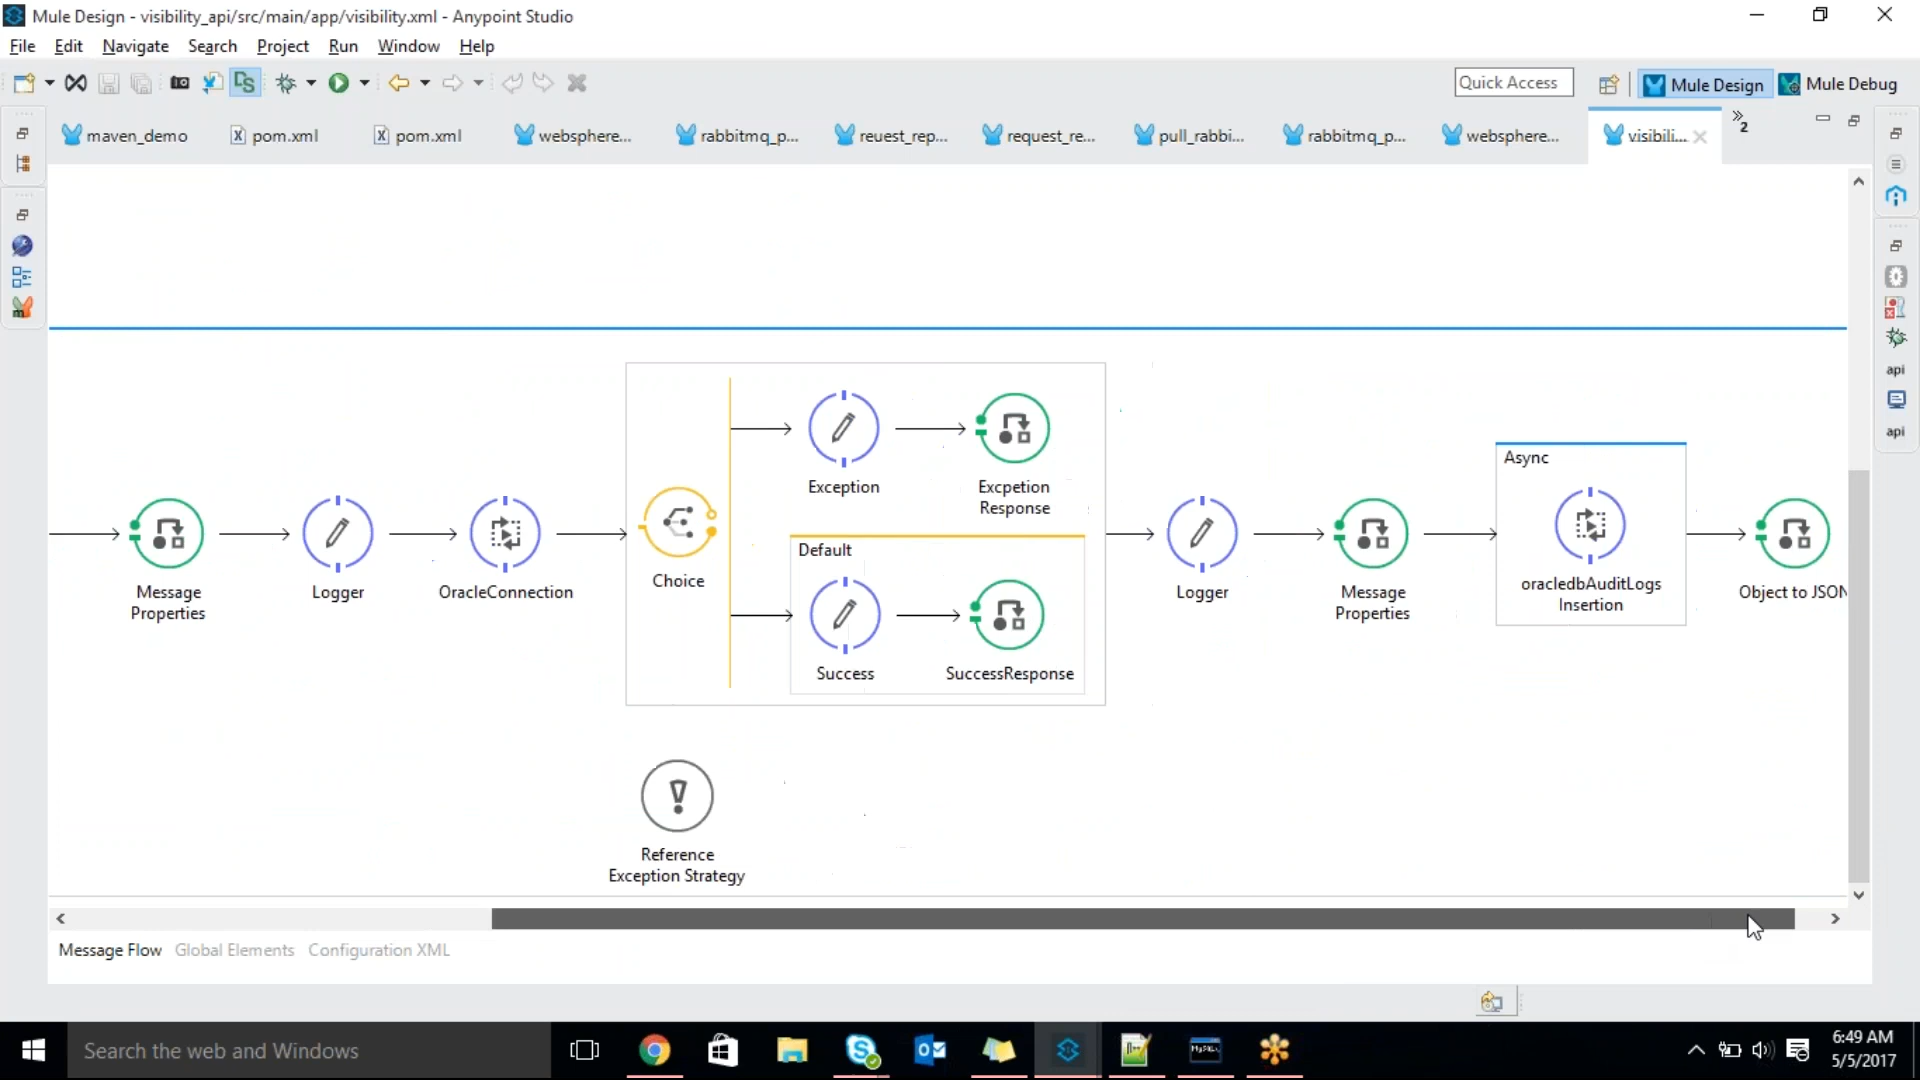 Mule Design - visibility_api/src/main/app/visibility.xml - Anypoint Studio
File Edit Navigate Search Project Run Window Help
Quick Access
Mule Design
Mule Debug
maven_demo
pom.xml
pom.xml
websphere...
rabbitmq_p...
reuest_rep...
request_re...
pull_rabbi...
rabbitmq_p...
websphere...
visibili...
2
api
api
Message
Properties
Logger
OracleConnection
Choice
Exception
Excpetion
Response
Default
Success
SuccessResponse
Logger
Message
Properties
Async
oracledbAuditLogs
Insertion
Object to JSON
Reference
Exception Strategy
Message Flow Global Elements Configuration XML
Search the web and Windows
6:49 AM
5/5/2017